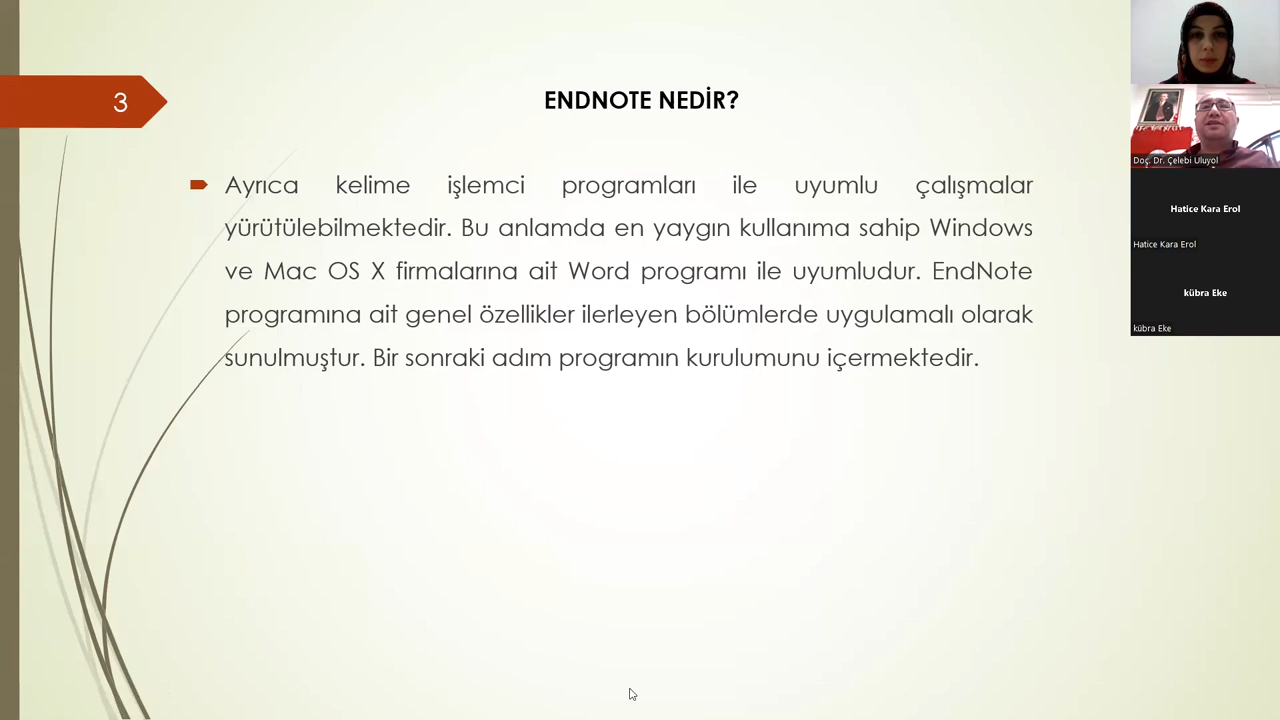 3
ENDNOTE NEDİR?
Ayrıca kelime işlemci programları ile uyumlu çalışmalar
yürütülebilmektedir. Bu anlamda en yaygın kullanıma sahip Windows
ve Mac OS X firmalarına ait Word programı ile uyumludur. EndNote
programına ait genel özellikler ilerleyen bölümlerde uygulamalı olarak
sunulmuştur. Bir sonraki adım programın kurulumunu içermektedir.
Doç. Dr. Çelebi Uluyol
Hatice Kara Erol
Hatice Kara Erol
kübra Eke
kübra Eke